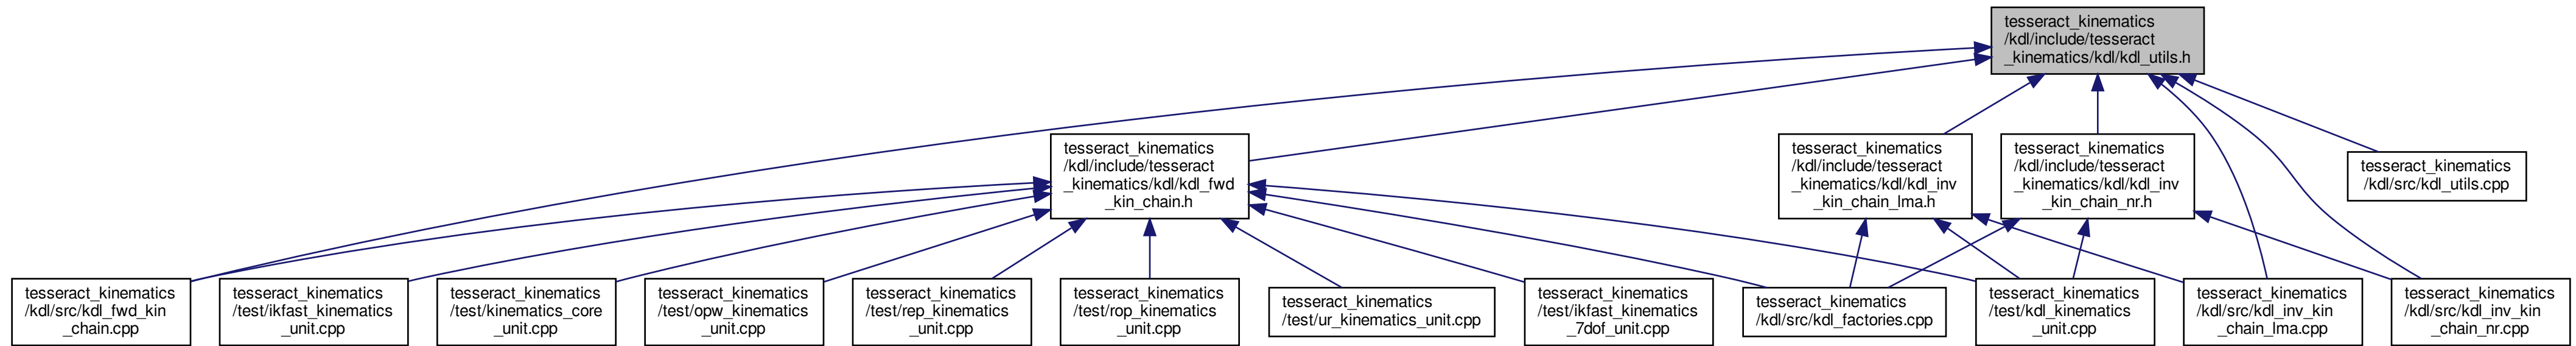 tesseract_kinematics
/kdl/include/tesseract
_kinematics/kdl/kdl_utils.h
tesseract_kinematics
/kdl/include/tesseract
_kinematics/kdl/kdl_fwd
_kin_chain.h
tesseract_kinematics
/kdl/include/tesseract
_kinematics/kdl/kdl_inv
_kin_chain_lma.h
tesseract_kinematics
/kdl/include/tesseract
_kinematics/kdl/kdl_inv
_kin_chain_nr.h
tesseract_kinematics
/kdl/src/kdl_utils.cpp
tesseract_kinematics
/kdl/src/kdl_fwd_kin
_chain.cpp
tesseract_kinematics
/test/ikfast_kinematics
_unit.cpp
tesseract_kinematics
/test/kinematics_core
_unit.cpp
tesseract_kinematics
/test/opw_kinematics
_unit.cpp
tesseract_kinematics
/test/rep_kinematics
_unit.cpp
tesseract_kinematics
/test/rop_kinematics
_unit.cpp
tesseract_kinematics
/test/ur_kinematics_unit.cpp
tesseract_kinematics
/test/ikfast_kinematics
_7dof_unit.cpp
tesseract_kinematics
/kdl/src/kdl_factories.cpp
tesseract_kinematics
/test/kdl_kinematics
_unit.cpp
tesseract_kinematics
/kdl/src/kdl_inv_kin
_chain_lma.cpp
tesseract_kinematics
/kdl/src/kdl_inv_kin
_chain_nr.cpp